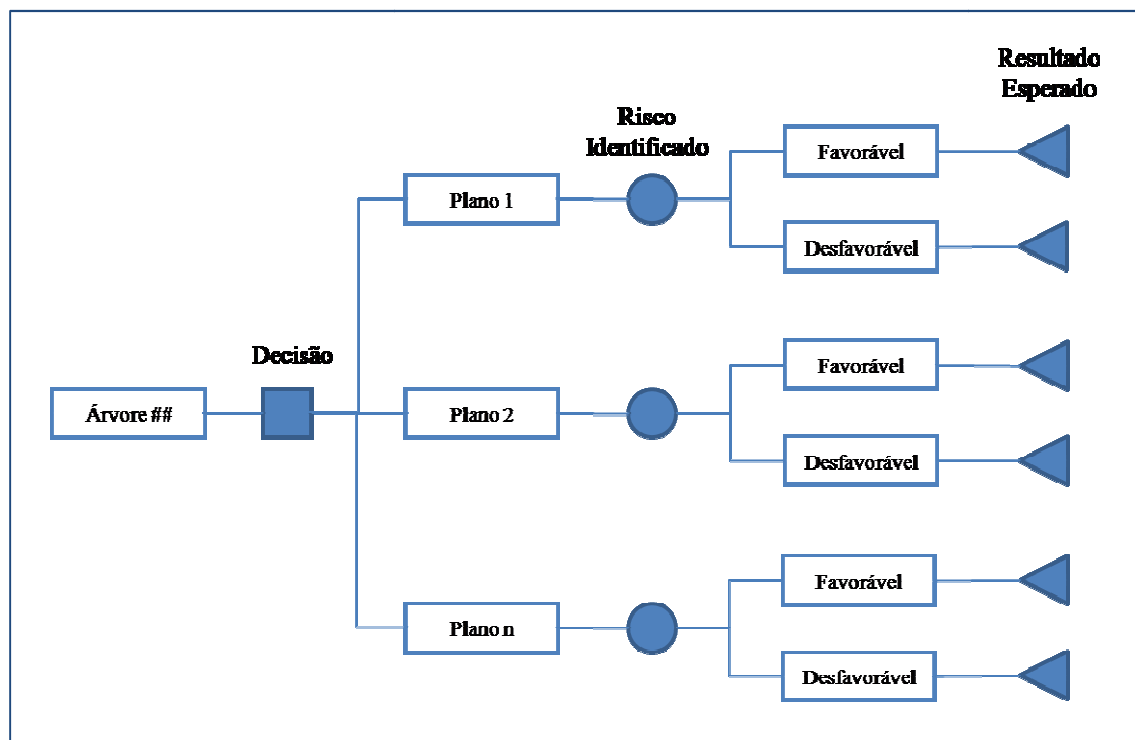 Resultado
Esperado
Risco
Identificado
Favorável
Plano 1
Desfavorável
Decisão
Favorável
Árvore ##
Plano 2
Desfavorável
Favorável
Plano n
Desfavorável